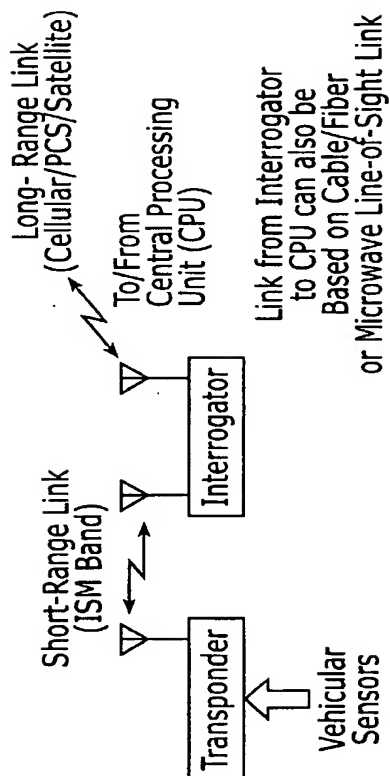 Short-Range Link
(ISM Band)
Long- Range Link
(Cellular/PCS/Satellite)
To/From
Central Processing
Unit (CPU)
Transponder
Interrogator
Vehicular
Sensors
Link from Interrogator
to CPU can also be
Based on Cable/Fiber
or Microwave Line-of-Sight Link